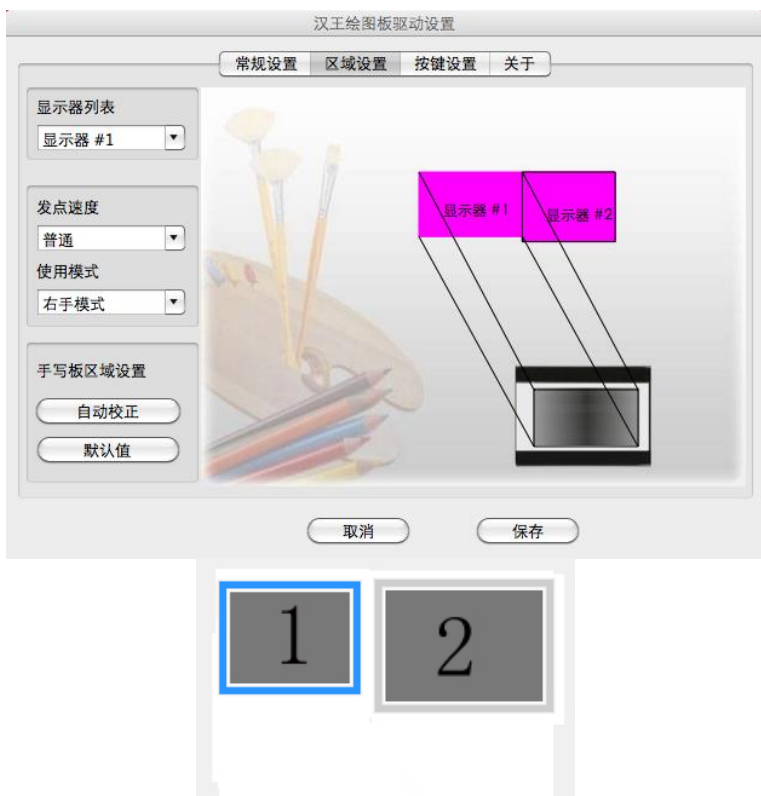 汉王绘图板驱动设置
常规设置 区域设置 按键设置 关于
显示器列表
显示器 #1
发点速度
普通
使用模式
右手模式
手写板区域设置
自动校正
默认值
显示器 #1
显示器 #2
取消 保存
1 2